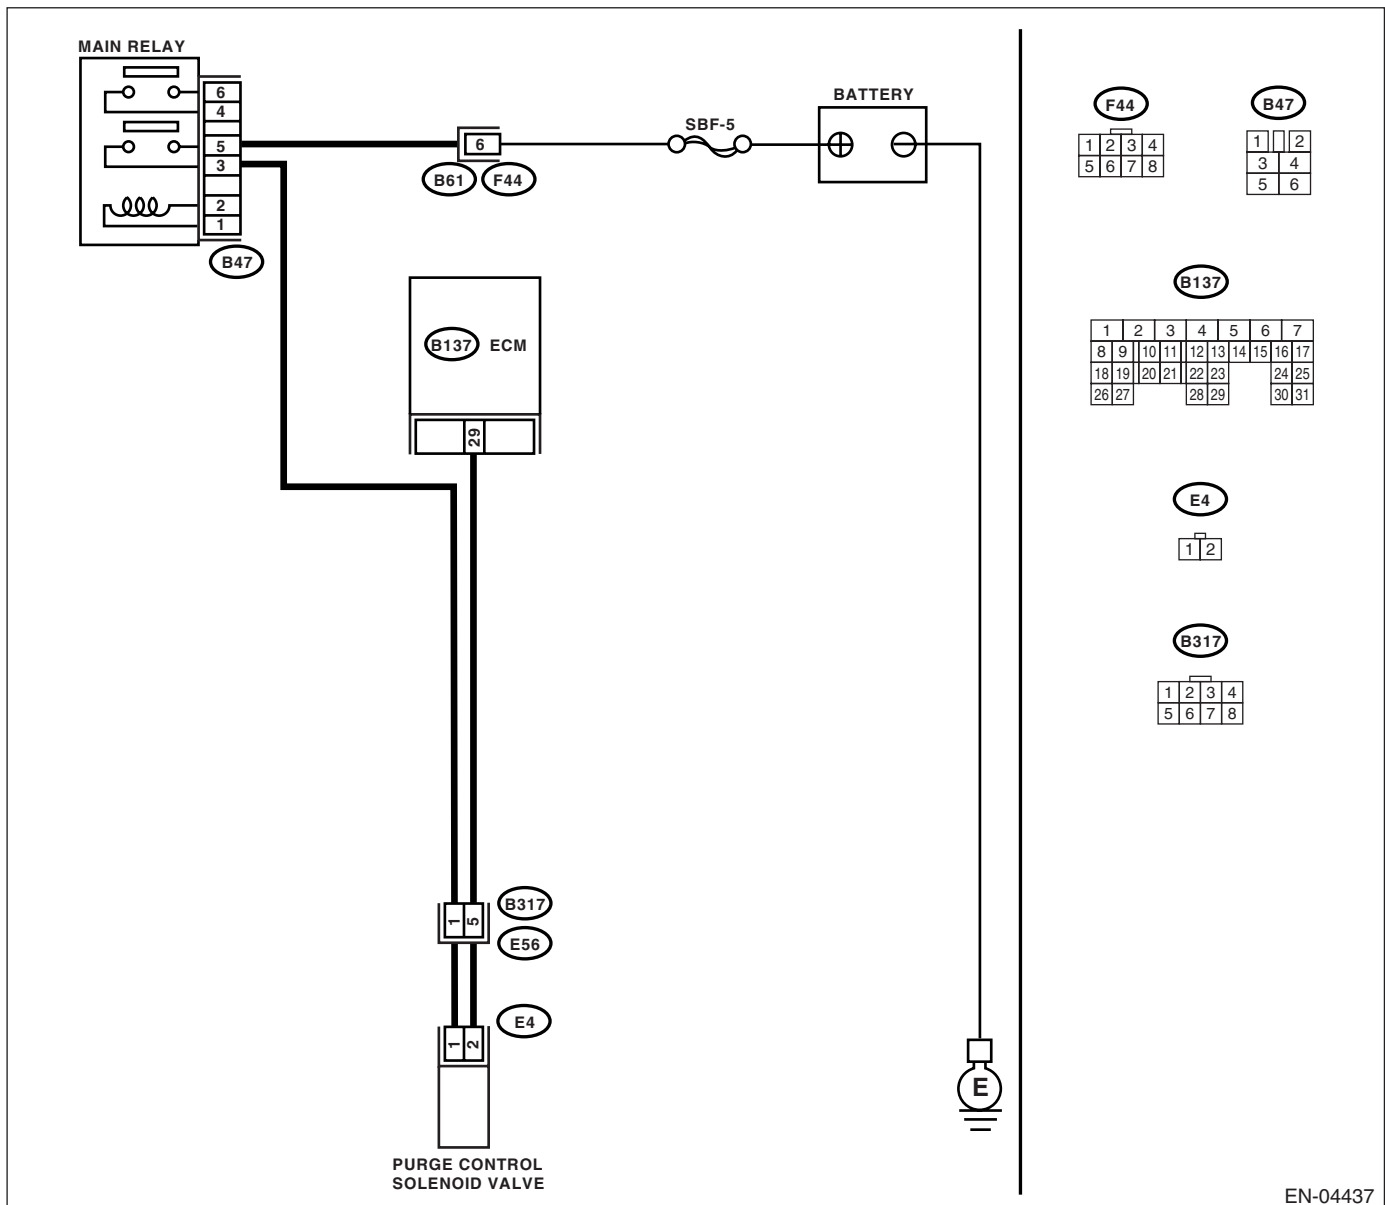 MAIN RELAY
6
4
5
3
2
1
B47
6
B61 F44
SBF-5
BATTERY
B137 ECM
29
1 5
B317
E56
E4
1 2
PURGE CONTROL
SOLENOID VALVE
E
F44
1 2 3 4
5 6 7 8
B47
1 2
3 4
5 6
B137
1 2 3 4 5 6 7
8 9 10 11 12 13 14 15 16 17
18 19 20 21 22 23 24 25
26 27 28 29 30 31
E4
1 2
B317
1 2 3 4
5 6 7 8
EN-04437